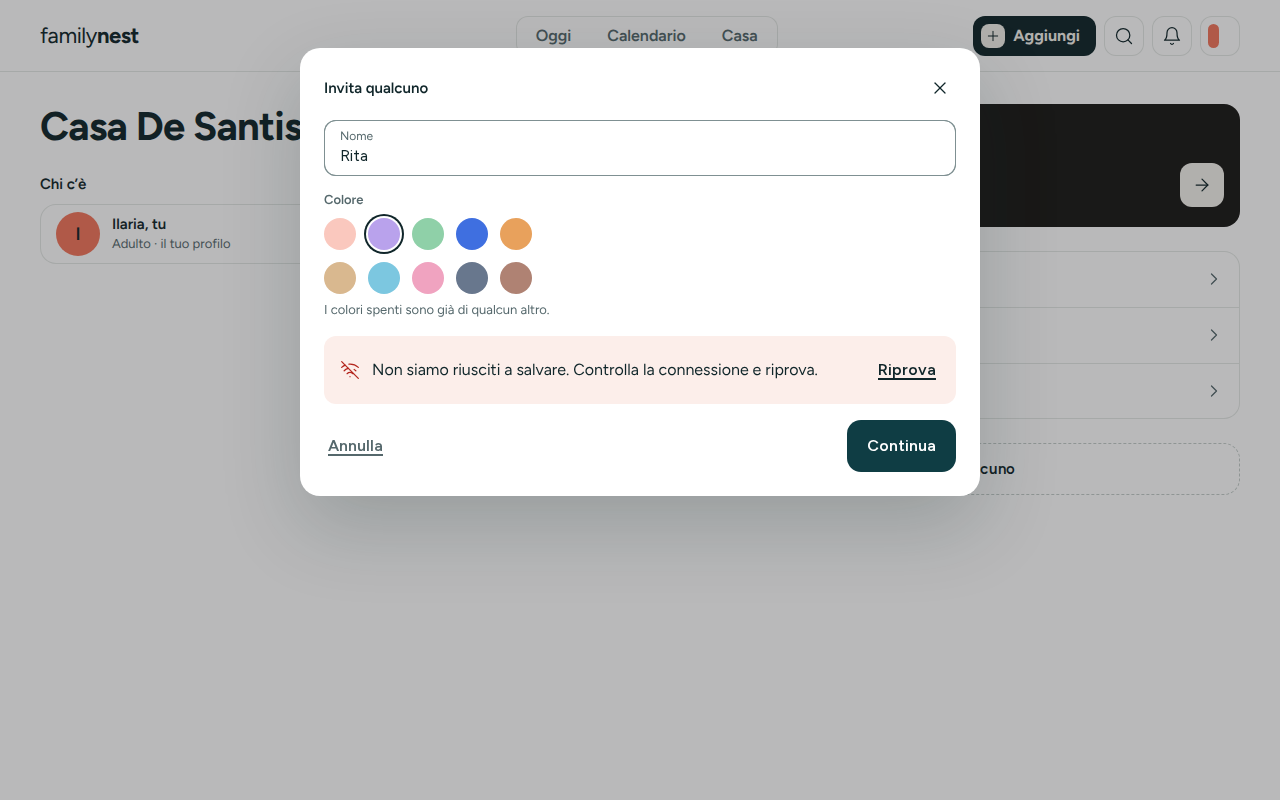 familynest
Oggi Calendario Casa
Aggiungi
Casa De Santis
Chi c'è
I
Ilaria, tu
Adulto · il tuo profilo
Invita qualcuno
Nome
Rita
Colore
I colori spenti sono già di qualcun altro.
Non siamo riusciti a salvare. Controlla la connessione e riprova.
Riprova
Annulla
Continua